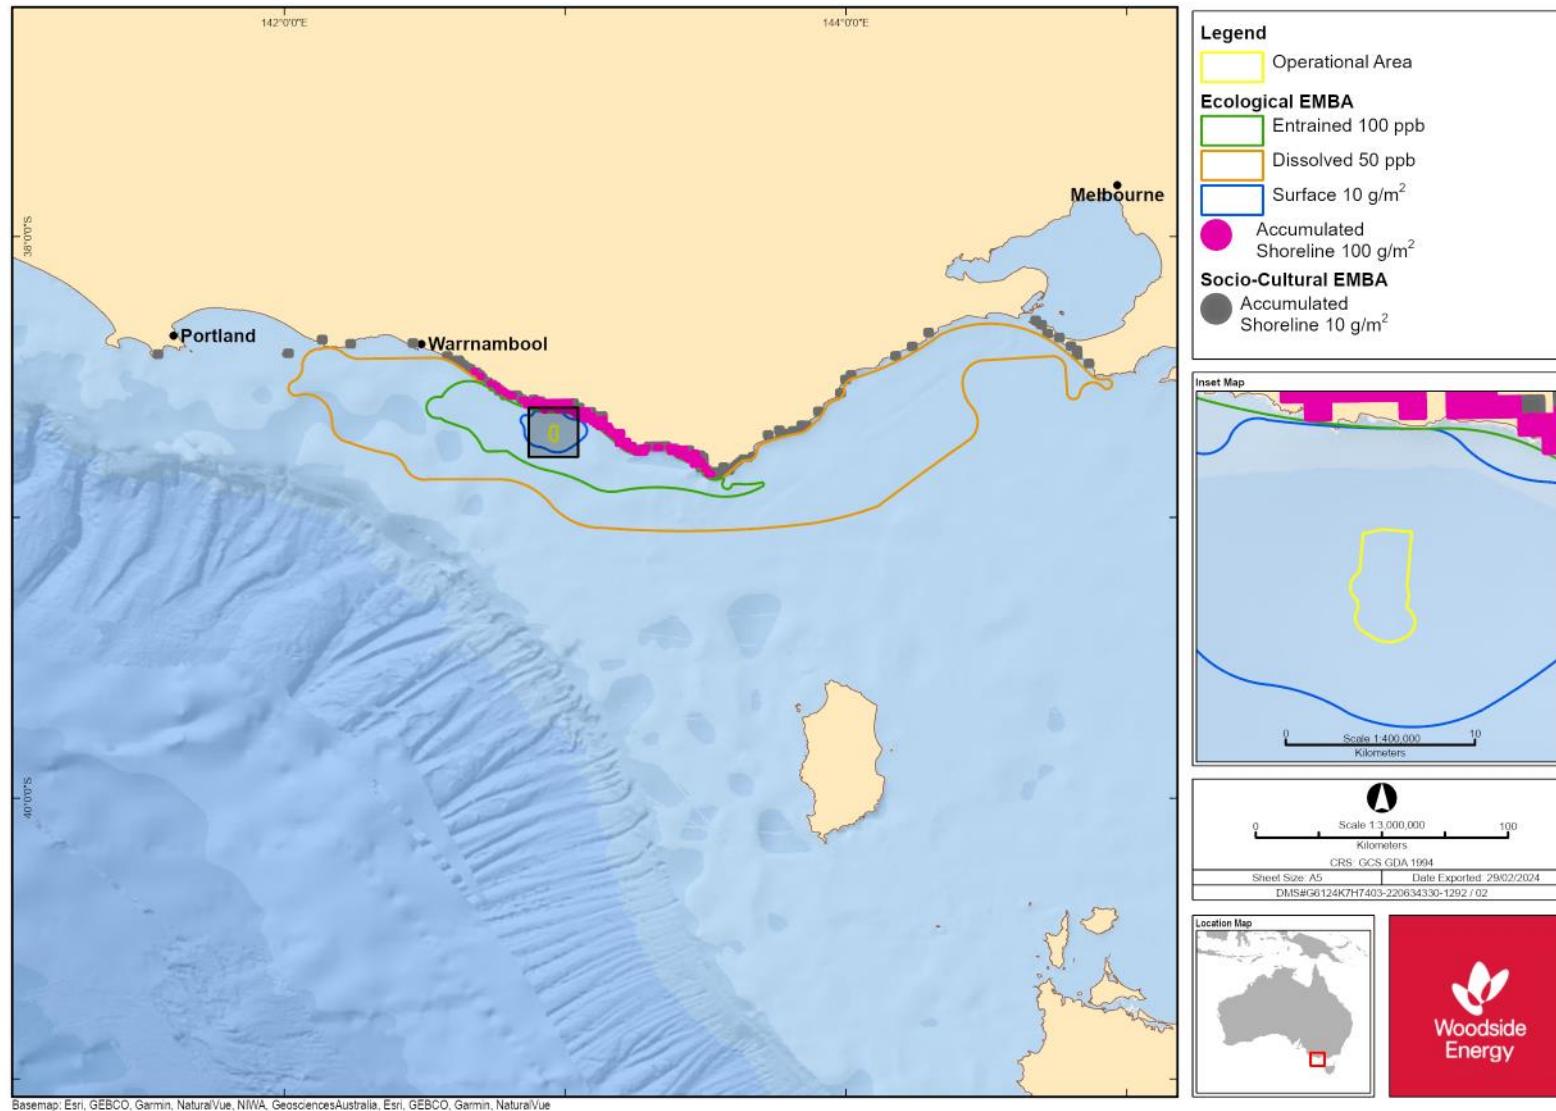 142°0'0"E
144°0'0"E
38°0'0"S
40°0'0"S
Melbourne
Portland
Warrnambool
Basemap: Esri, GEBCO, Garmin, NaturalVue, NIWA, GeosciencesAustralia, Esri, GEBCO, Garmin, NaturalVue
Legend
Operational Area
Ecological EMBA
Entrained 100 ppb
Dissolved 50 ppb
Surface 10 g/m²
Accumulated
Shoreline 100 g/m²
Socio-Cultural EMBA
Accumulated
Shoreline 10 g/m²
Inset Map
0 Scale 1:400,000 10
Kilometers
0 Scale 1:3,000,000 100
Kilometers
CRS: GCS GDA 1994
Sheet Size: A5 Date Exported: 29/02/2024
DMS#G6124K7H7403-220634330-1292 / 02
Location Map
Woodside
Energy